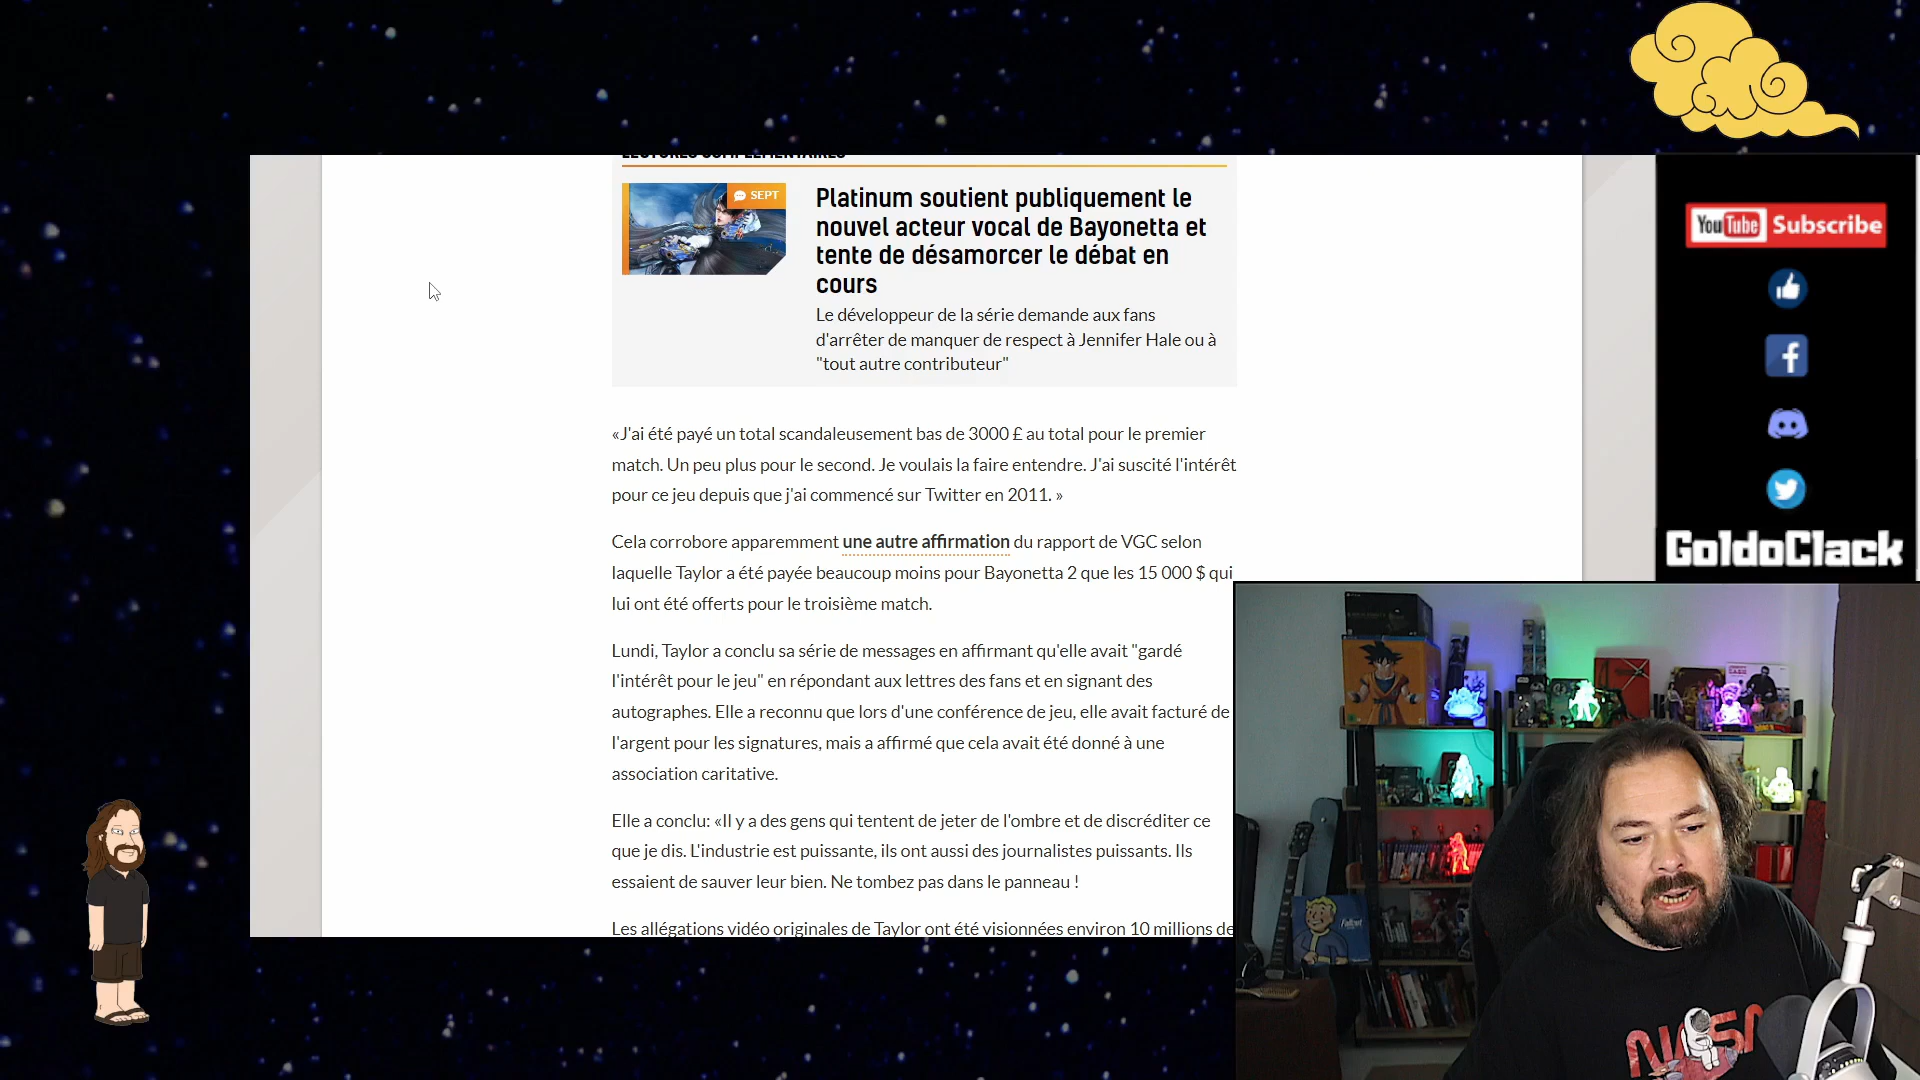 LECTURES COMPLÉMENTAIRES
SEPT
Platinum soutient publiquement le
nouvel acteur vocal de Bayonetta et
tente de désamorcer le débat en
cours
Le développeur de la série demande aux fans
d'arrêter de manquer de respect à Jennifer Hale ou à
"tout autre contributeur"
«J'ai été payé un total scandaleusement bas de 3000 £ au total pour le premier
match. Un peu plus pour le second. Je voulais la faire entendre. J'ai suscité l'intérêt
pour ce jeu depuis que j'ai commencé sur Twitter en 2011. »
Cela corrobore apparemment une autre affirmation du rapport de VGC selon
laquelle Taylor a été payée beaucoup moins pour Bayonetta 2 que les 15 000 $ qui
lui ont été offerts pour le troisième match.
Lundi, Taylor a conclu sa série de messages en affirmant qu'elle avait "gardé
l'intérêt pour le jeu" en répondant aux lettres des fans et en signant des
autographes. Elle a reconnu que lors d'une conférence de jeu, elle avait facturé de
l'argent pour les signatures, mais a affirmé que cela avait été donné à une
association caritative.
Elle a conclu: «Il y a des gens qui tentent de jeter de l'ombre et de discréditer ce
que je dis. L'industrie est puissante, ils ont aussi des journalistes puissants. Ils
essaient de sauver leur bien. Ne tombez pas dans le panneau !
Les allégations vidéo originales de Taylor ont été visionnées environ 10 millions de
YouTube Subscribe
GoldoClack
Fallout
NASA